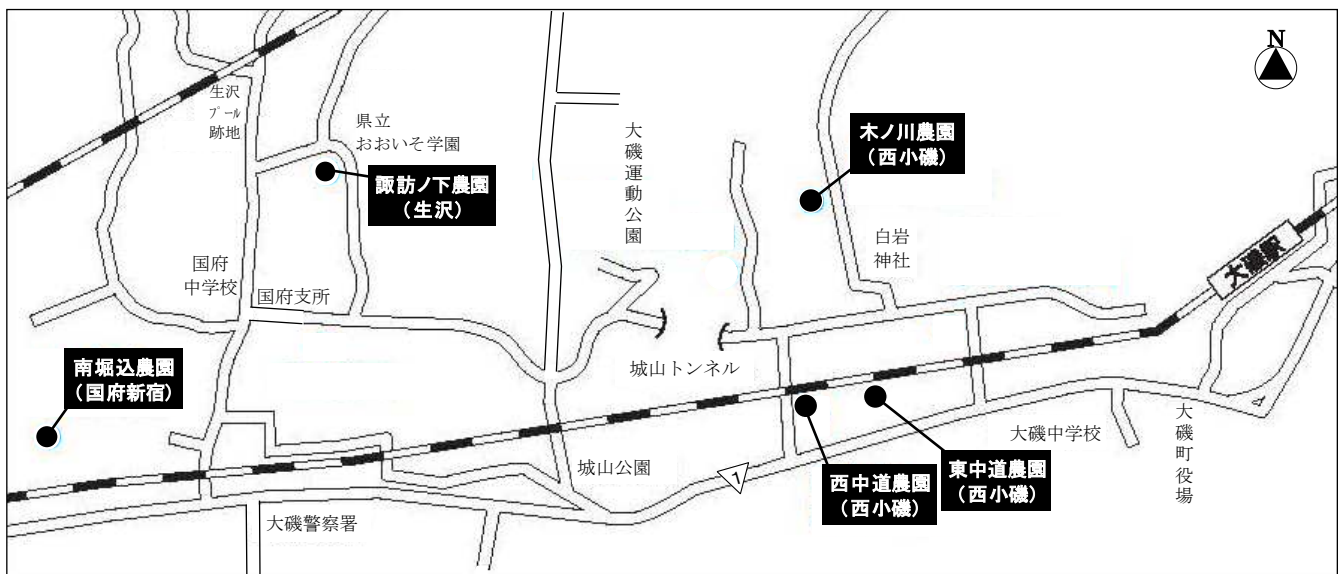 N
生沢
プール
跡地
県立
おおいそ学園
諏訪ノ下農園
（生沢）
大磯運動公園
木ノ川農園
（西小磯）
白岩
神社
大磯駅
国府
中学校
国府支所
南堀込農園
（国府新宿）
城山トンネル
城山公園
1
西中道農園
（西小磯）
東中道農園
（西小磯）
大磯中学校
大磯町役場
大磯警察署